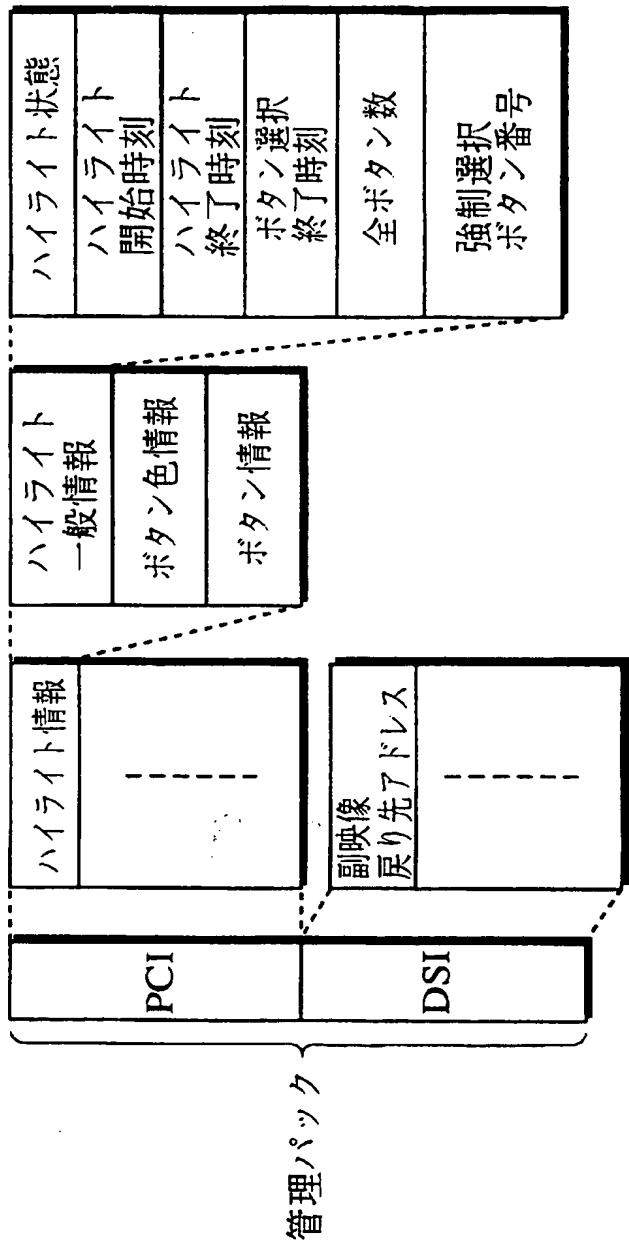 管理パック
PCI
DSI
ハイライト情報
副映像
戻り先アドレス
ハイライト
一般情報
ボタン色情報
ボタン情報
ハイライト状態
ハイライト
開始時刻
ハイライト
終了時刻
ボタン選択
終了時刻
全ボタン数
強制選択
ボタン番号